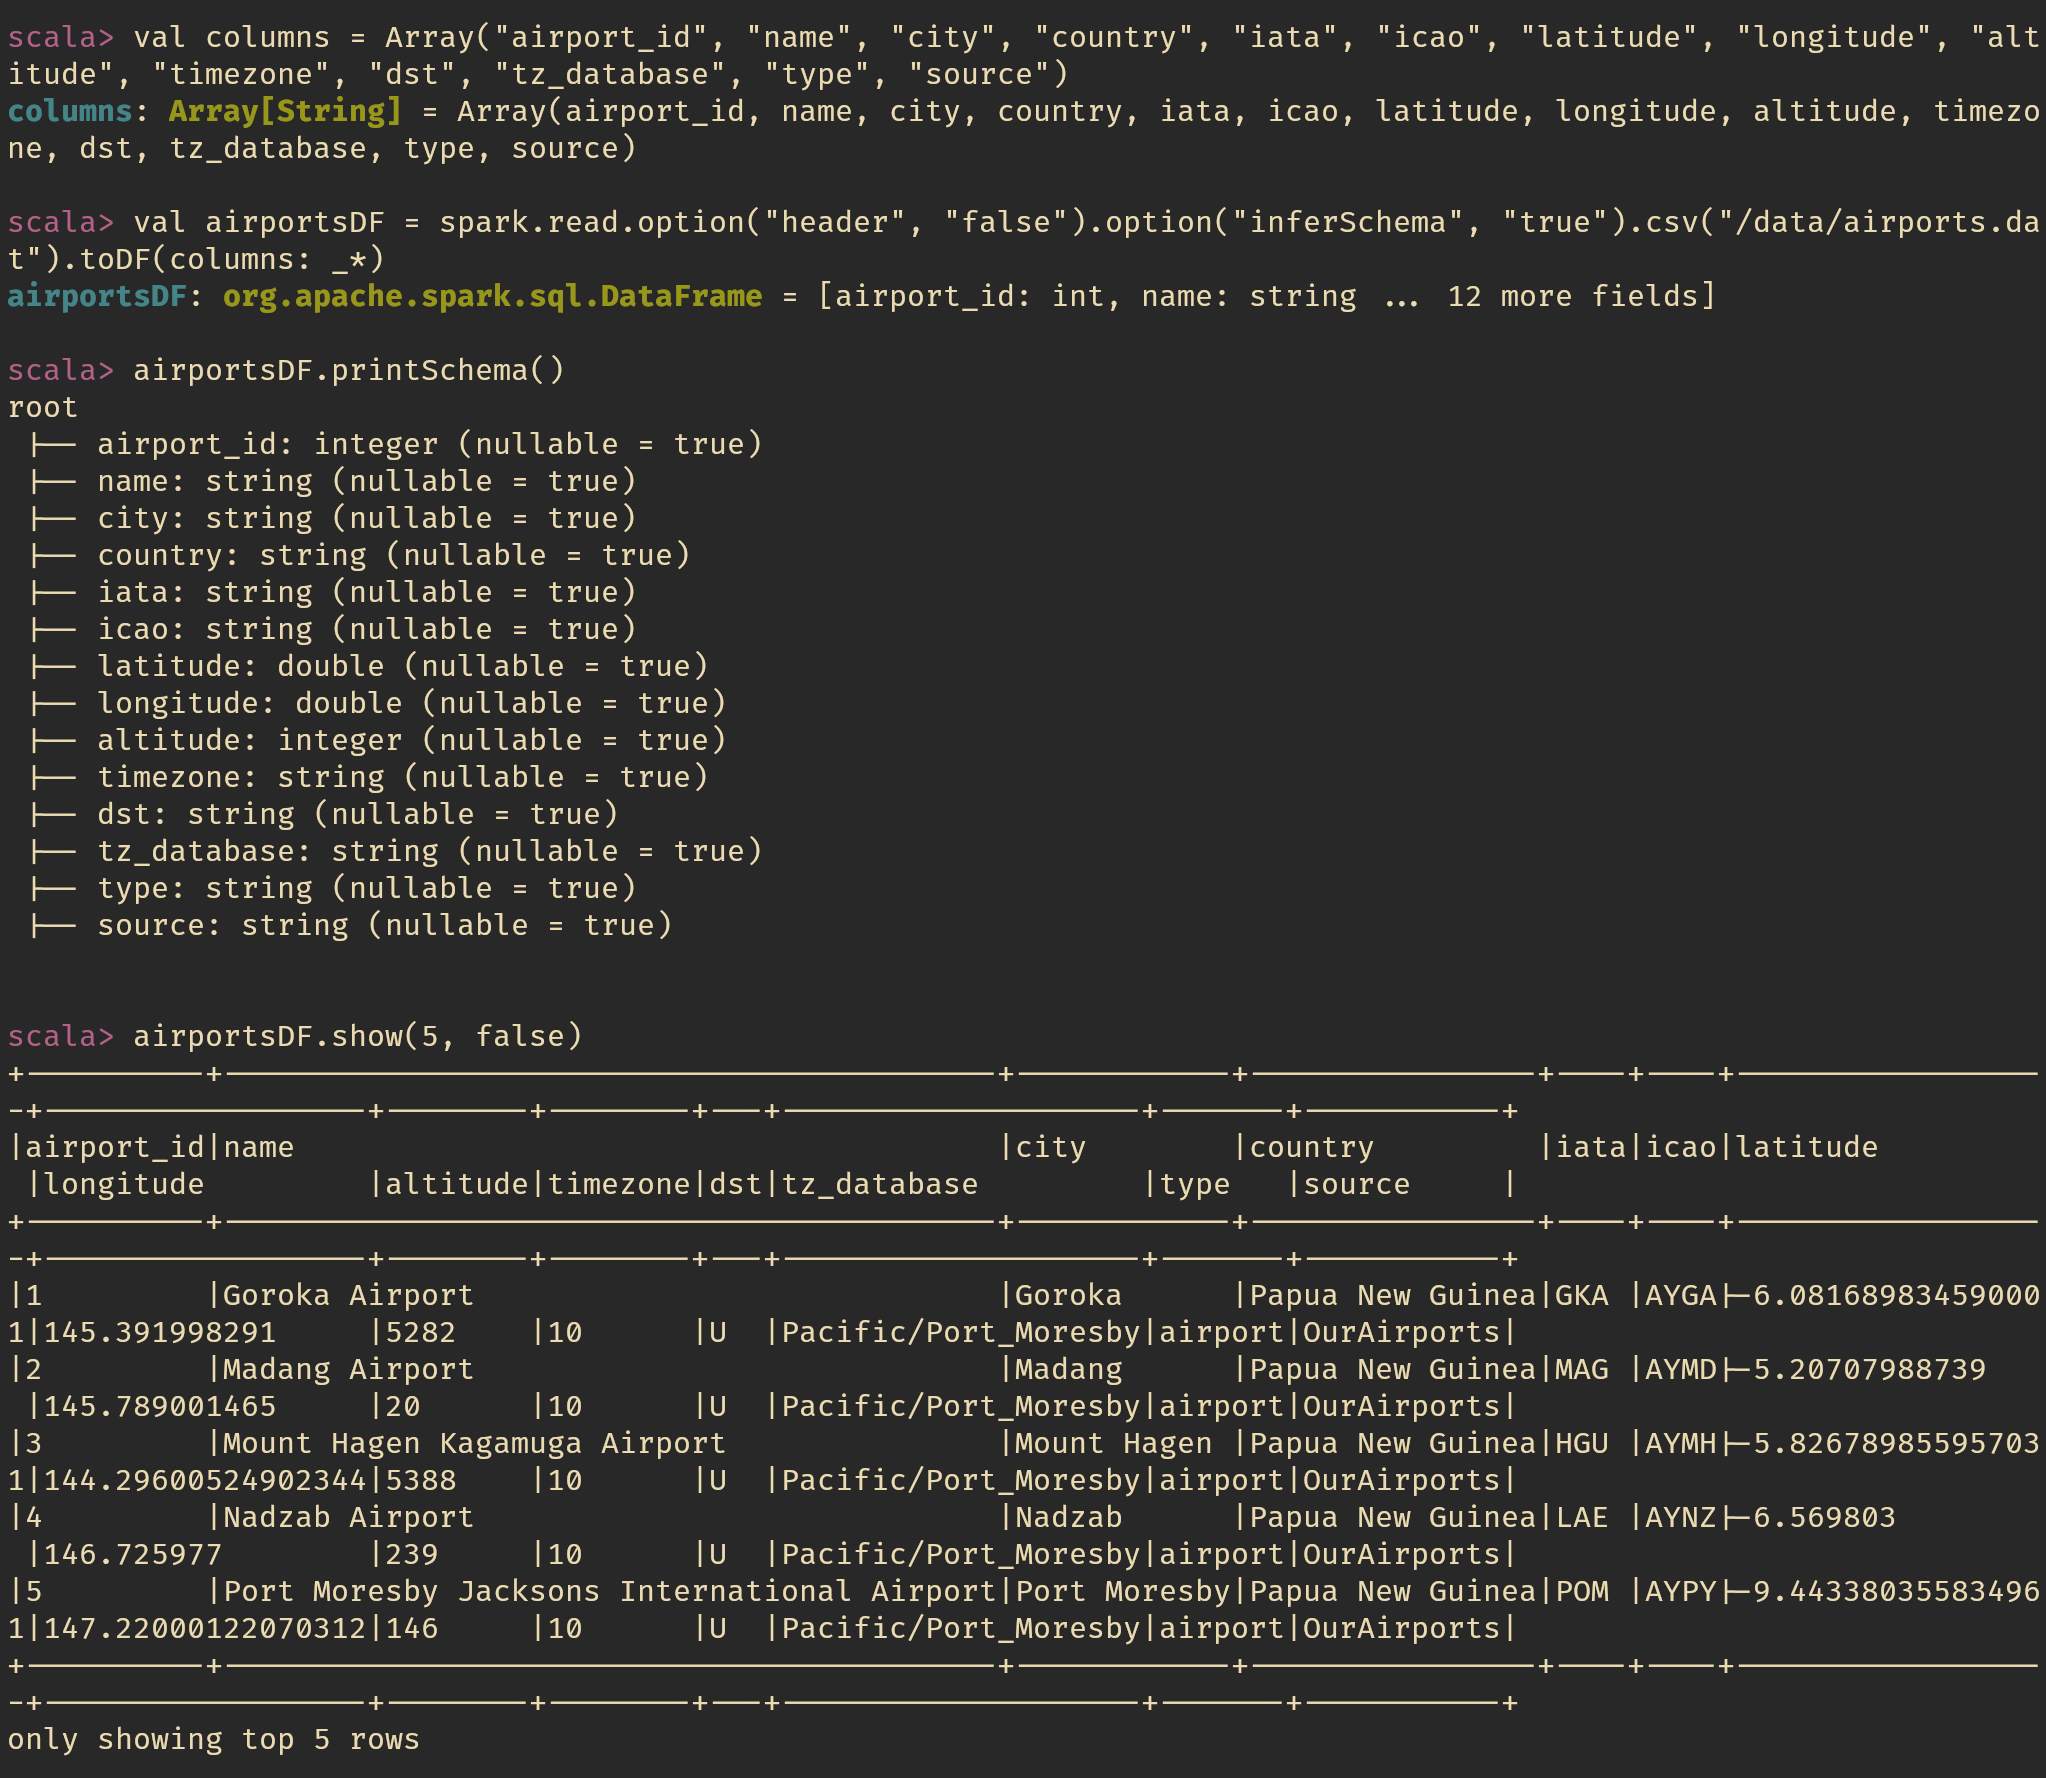 scala> val columns = Array("airport_id", "name", "city", "country", "iata", "icao", "latitude", "longitude", "alt
itude", "timezone", "dst", "tz_database", "type", "source")
columns: Array[String] = Array(airport_id, name, city, country, iata, icao, latitude, longitude, altitude, timezo
ne, dst, tz_database, type, source)

scala> val airportsDF = spark.read.option("header", "false").option("inferSchema", "true").csv("/data/airports.da
t").toDF(columns: _*)
airportsDF: org.apache.spark.sql.DataFrame = [airport_id: int, name: string ... 12 more fields]

scala> airportsDF.printSchema()
root
 |-- airport_id: integer (nullable = true)
 |-- name: string (nullable = true)
 |-- city: string (nullable = true)
 |-- country: string (nullable = true)
 |-- iata: string (nullable = true)
 |-- icao: string (nullable = true)
 |-- latitude: double (nullable = true)
 |-- longitude: double (nullable = true)
 |-- altitude: integer (nullable = true)
 |-- timezone: string (nullable = true)
 |-- dst: string (nullable = true)
 |-- tz_database: string (nullable = true)
 |-- type: string (nullable = true)
 |-- source: string (nullable = true)

scala> airportsDF.show(5, false)
+----------+-------------------------------------------+------------+----------------+----+----+-----------------
-+------------------+--------+--------+---+--------------------+-------+-----------+
|airport_id|name                                       |city        |country         |iata|icao|latitude
 |longitude         |altitude|timezone|dst|tz_database         |type   |source     |
+----------+-------------------------------------------+------------+----------------+----+----+-----------------
-+------------------+--------+--------+---+--------------------+-------+-----------+
|1         |Goroka Airport                             |Goroka      |Papua New Guinea|GKA |AYGA|-6.08168983459000
1|145.391998291     |5282    |10      |U  |Pacific/Port_Moresby|airport|OurAirports|
|2         |Madang Airport                             |Madang      |Papua New Guinea|MAG |AYMD|-5.20707988739
 |145.789001465     |20      |10      |U  |Pacific/Port_Moresby|airport|OurAirports|
|3         |Mount Hagen Kagamuga Airport               |Mount Hagen |Papua New Guinea|HGU |AYMH|-5.82678985595703
1|144.29600524902344|5388    |10      |U  |Pacific/Port_Moresby|airport|OurAirports|
|4         |Nadzab Airport                             |Nadzab      |Papua New Guinea|LAE |AYNZ|-6.569803
 |146.725977        |239     |10      |U  |Pacific/Port_Moresby|airport|OurAirports|
|5         |Port Moresby Jacksons International Airport|Port Moresby|Papua New Guinea|POM |AYPY|-9.44338035583496
1|147.22000122070312|146     |10      |U  |Pacific/Port_Moresby|airport|OurAirports|
+----------+-------------------------------------------+------------+----------------+----+----+-----------------
-+------------------+--------+--------+---+--------------------+-------+-----------+
only showing top 5 rows